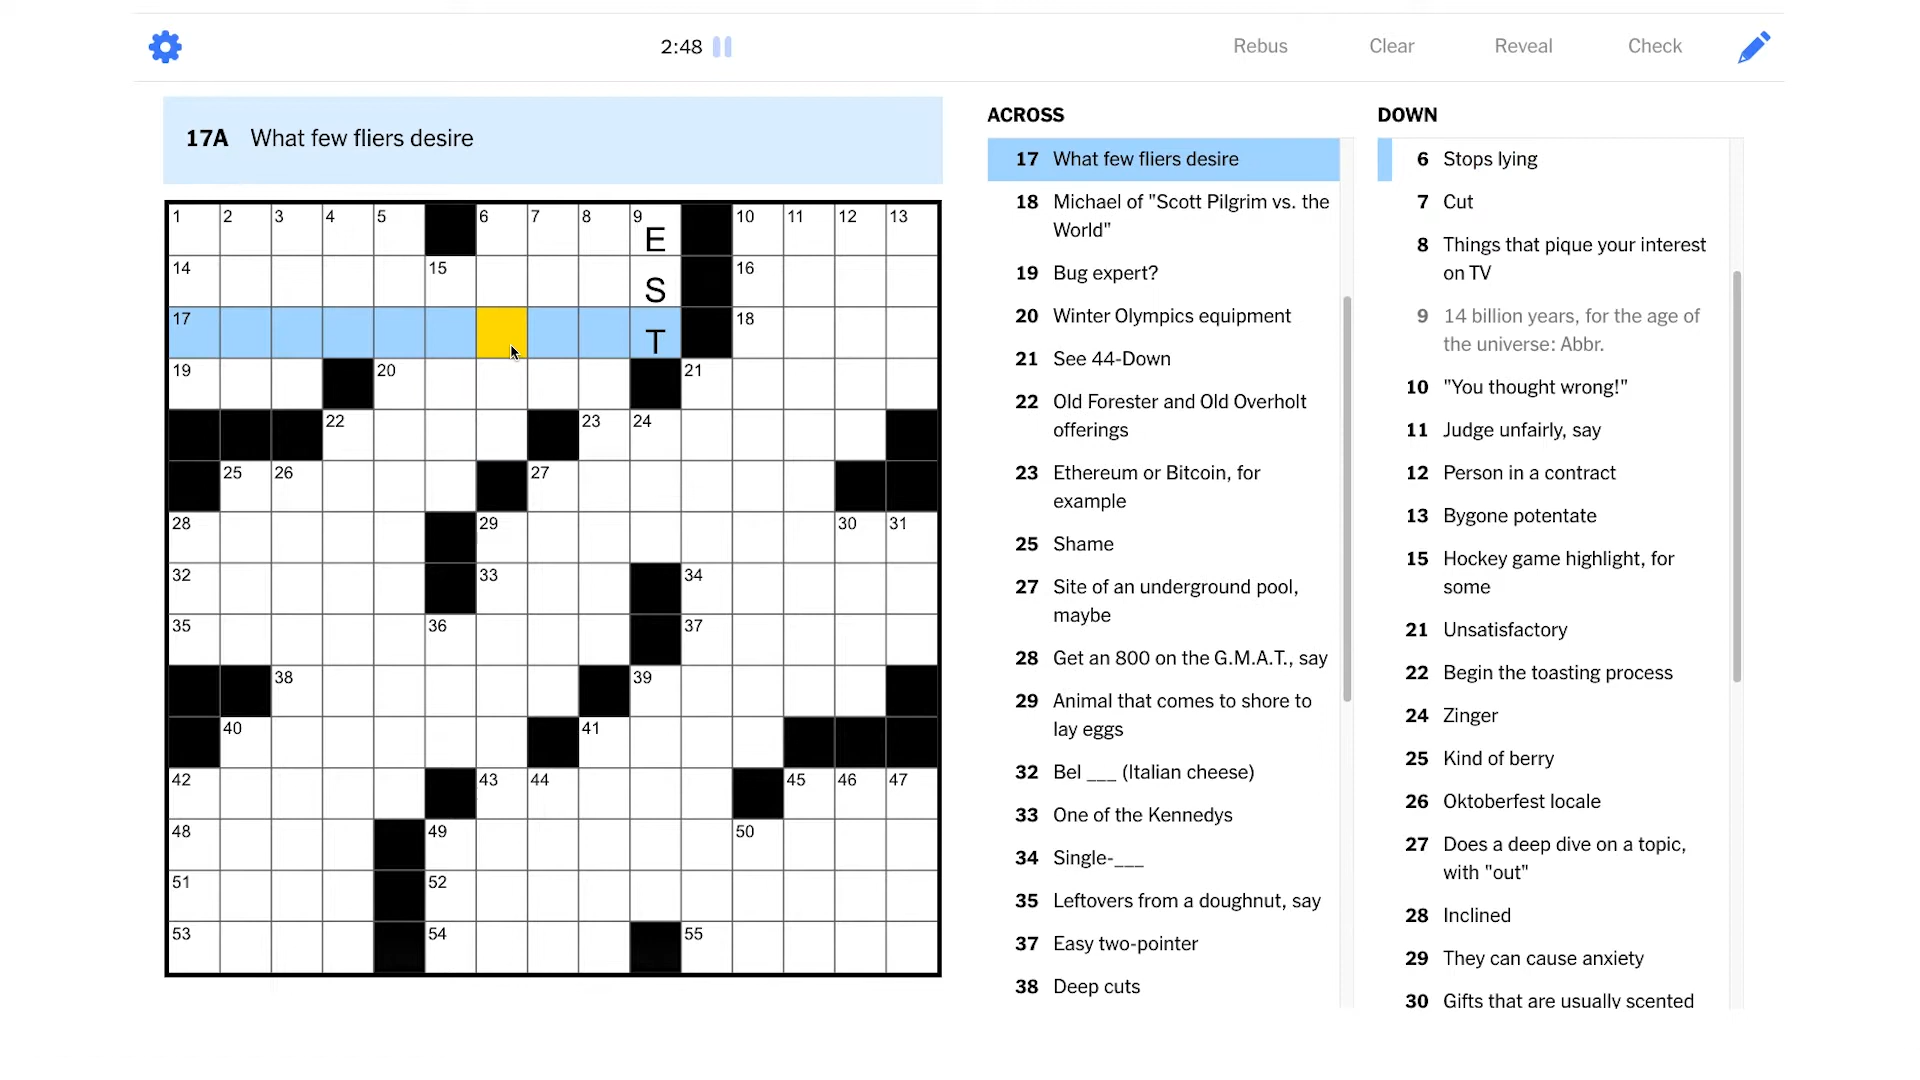 2:48
Rebus Clear Reveal Check
17A What few fliers desire
1 2 3 4 5 6 7 8 9 E 10 11 12 13
14 15 S 16
17 T 18
19 20 21
22 23 24
25 26 27
28 29 30 31
32 33 34
35 36 37
38 39
40 41
42 43 44 45 46 47
48 49 50
51 52
53 54 55
ACROSS
17 What few fliers desire
18 Michael of "Scott Pilgrim vs. the
World"
19 Bug expert?
20 Winter Olympics equipment
21 See 44-Down
22 Old Forester and Old Overholt
offerings
23 Ethereum or Bitcoin, for
example
25 Shame
27 Site of an underground pool,
maybe
28 Get an 800 on the G.M.A.T., say
29 Animal that comes to shore to
lay eggs
32 Bel ___ (Italian cheese)
33 One of the Kennedys
34 Single-___
35 Leftovers from a doughnut, say
37 Easy two-pointer
38 Deep cuts
DOWN
6 Stops lying
7 Cut
8 Things that pique your interest
on TV
9 14 billion years, for the age of
the universe: Abbr.
10 "You thought wrong!"
11 Judge unfairly, say
12 Person in a contract
13 Bygone potentate
15 Hockey game highlight, for
some
21 Unsatisfactory
22 Begin the toasting process
24 Zinger
25 Kind of berry
26 Oktoberfest locale
27 Does a deep dive on a topic,
with "out"
28 Inclined
29 They can cause anxiety
30 Gifts that are usually scented